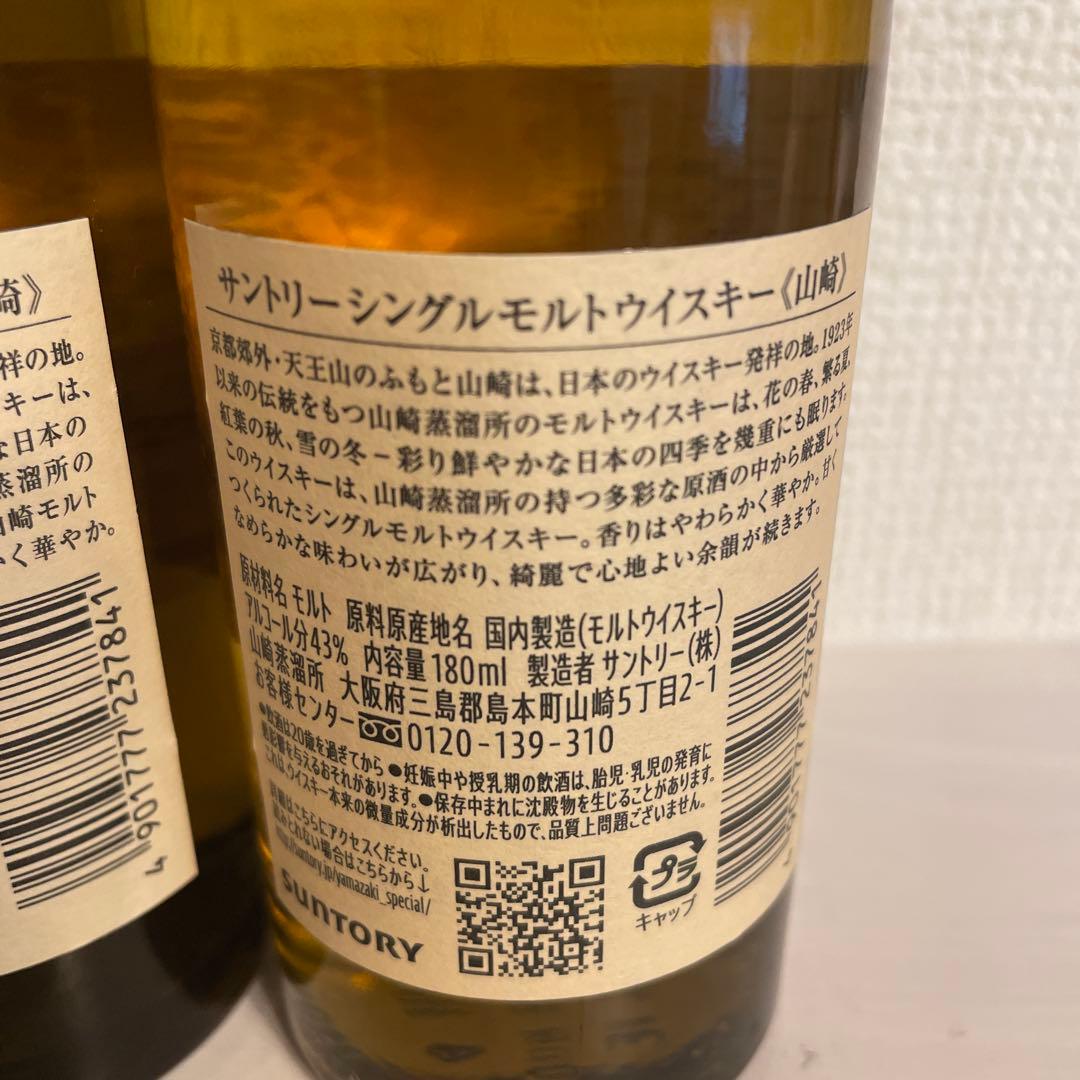 崎》
祥の地。
キーは、
な日本の
蒸溜所の
山崎モルト
く華やか。
4 901777 237841
サントリーシングルモルトウイスキー《山崎》
京都郊外・天王山のふもと山崎は、日本のウイスキー発祥の地。1923年
以来の伝統をもつ山崎蒸溜所のモルトウイスキーは、花の春、繁る夏、
紅葉の秋、雪の冬－彩り鮮やかな日本の四季を幾重にも眠ります。
このウイスキーは、山崎蒸溜所の持つ多彩な原酒の中から厳選して
つくられたシングルモルトウイスキー。香りはやわらかく華やか。甘く
なめらかな味わいが広がり、綺麗で心地よい余韻が続きます。
原材料名 モルト 原料原産地名 国内製造(モルトウイスキー)
アルコール分43% 内容量180ml 製造者 サントリー(株)
山崎蒸溜所 大阪府三島郡島本町山崎5丁目2-1
お客様センター 0120-139-310
●飲酒は20歳を過ぎてから ●妊娠中や授乳期の飲酒は、胎児・乳児の発育に
悪影響を与えるおそれがあります。●保存中まれに沈殿物を生じることがあります。
これは、ウイスキー本来の微量成分が析出したもので、品質上問題ございません。
詳細はこちらにアクセスください。
読みとれない場合はこちらから↓
http://suntory.jp/yamazaki_special/
SUNTORY
プラ
キャップ
237841